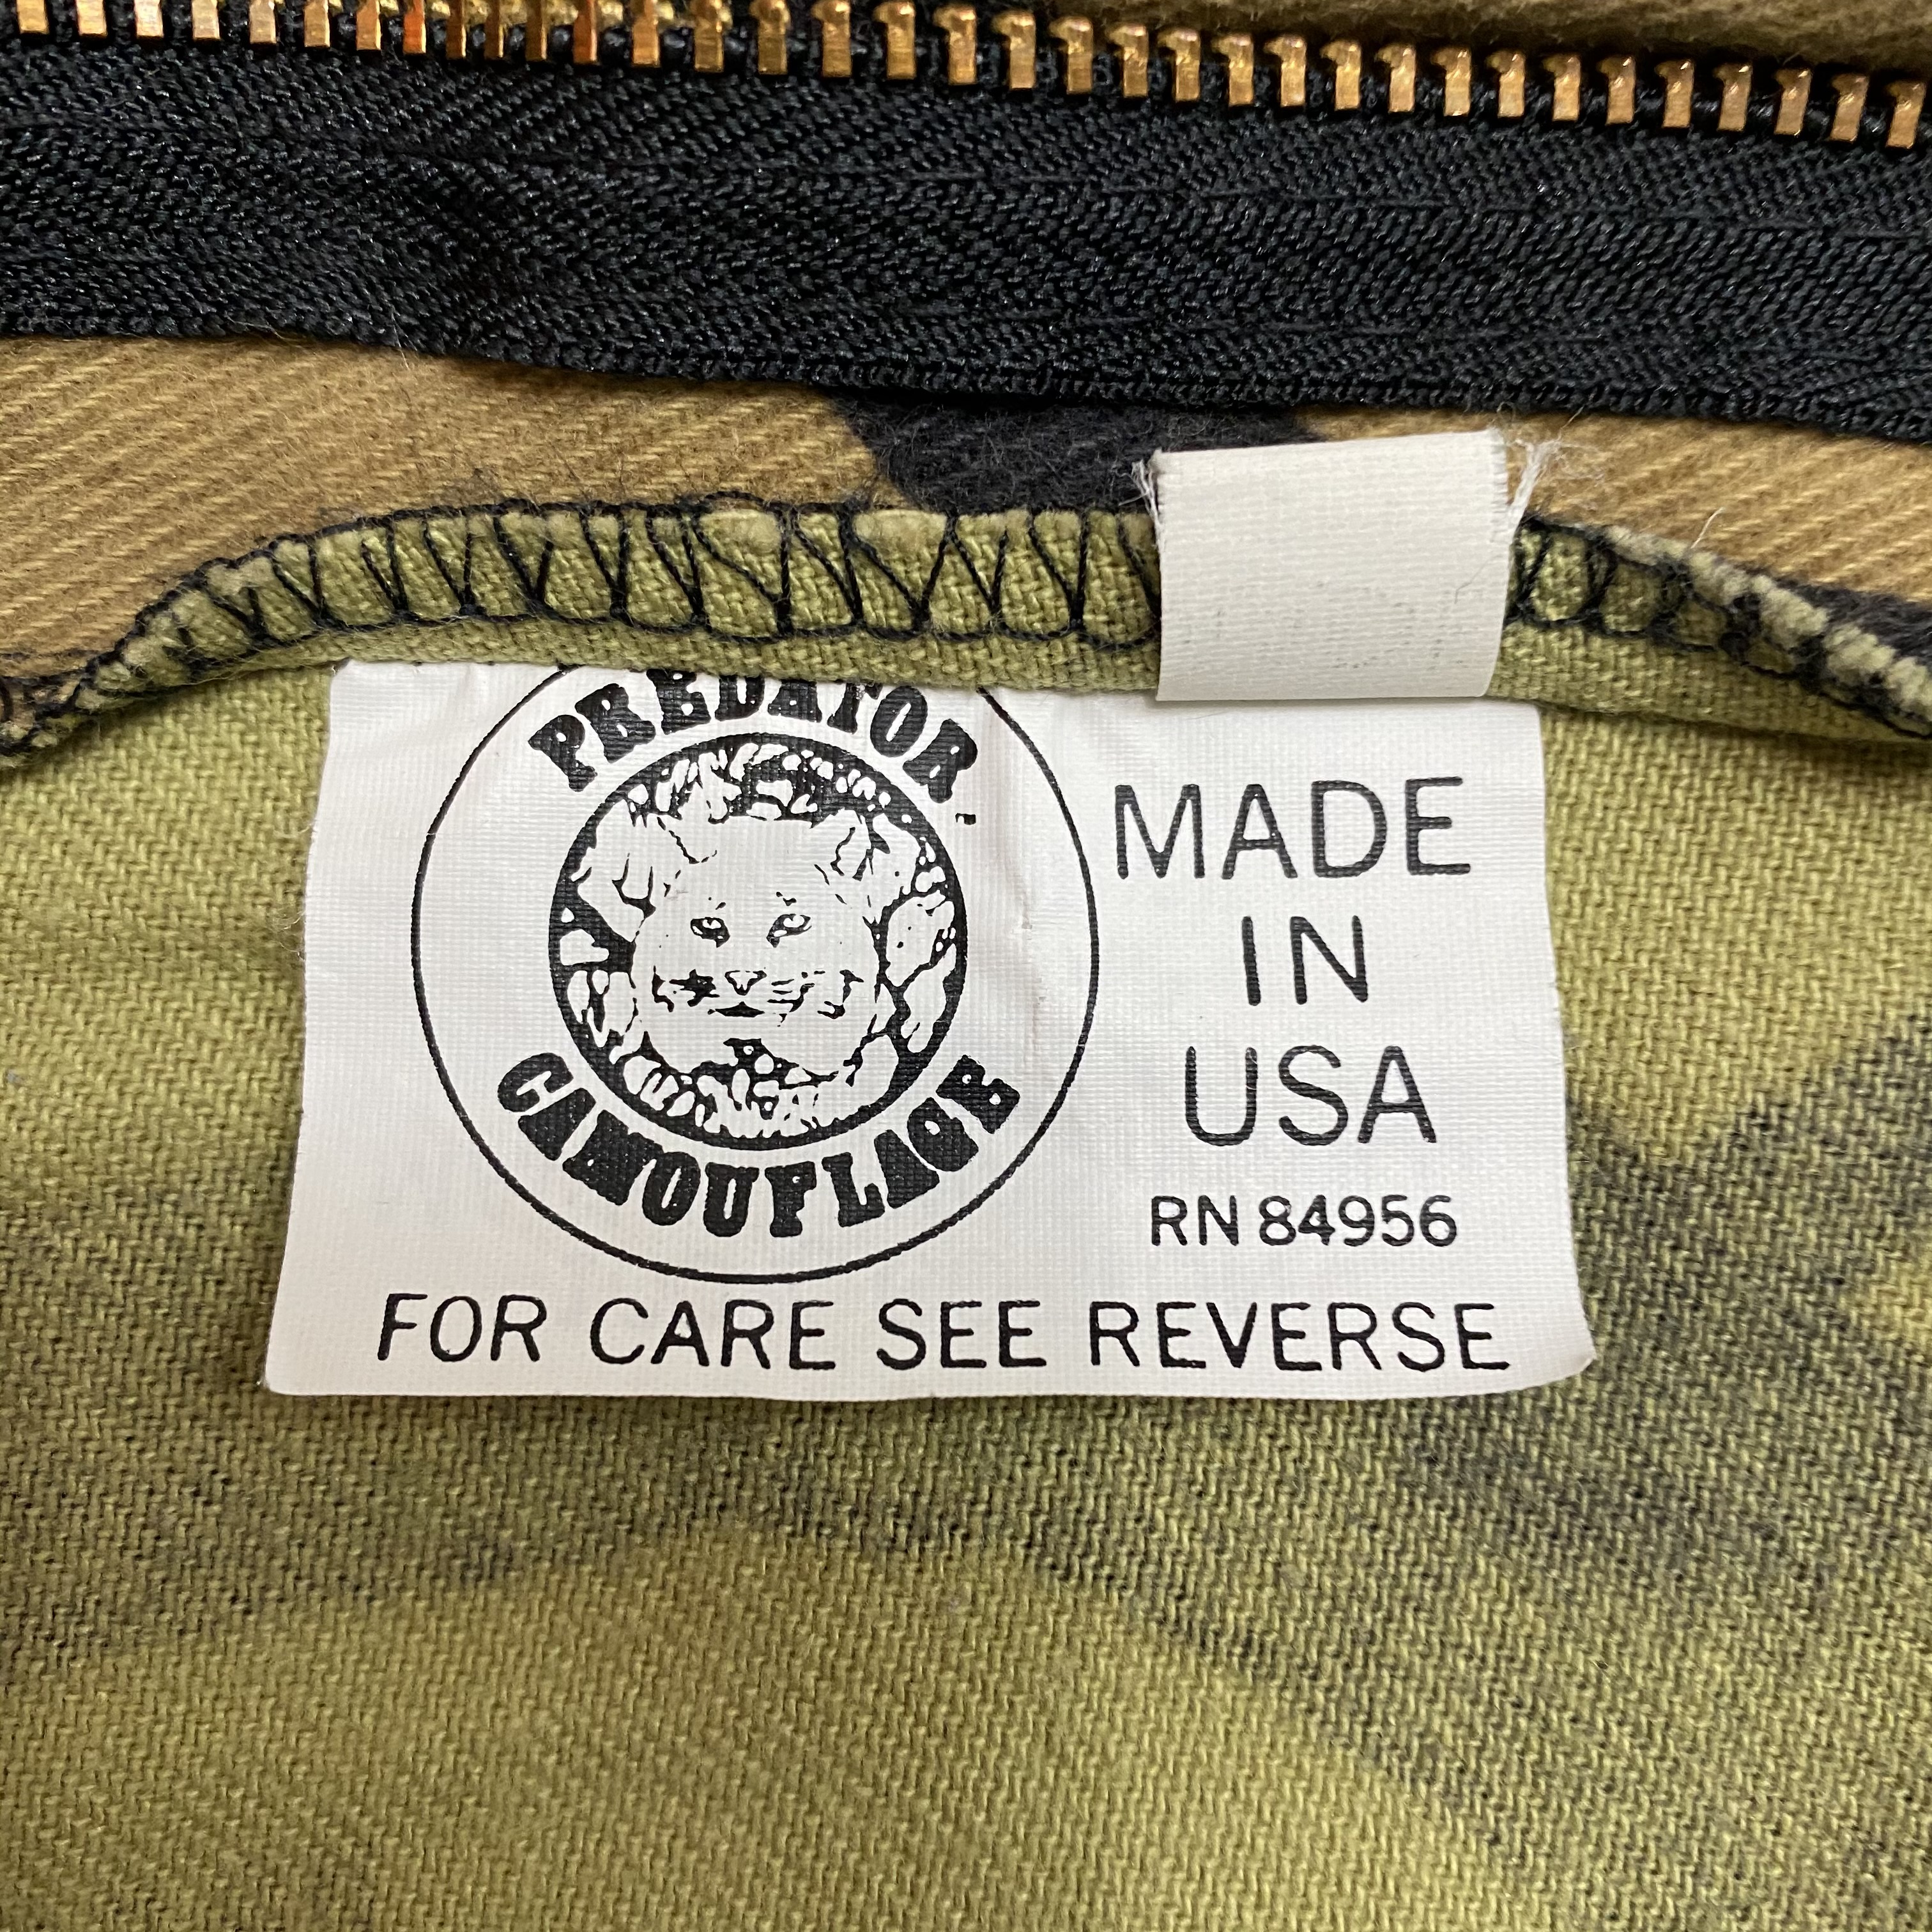 PREDATOR
CAMOUFLAGE
MADE
IN
USA
RN 84956
FOR CARE SEE REVERSE